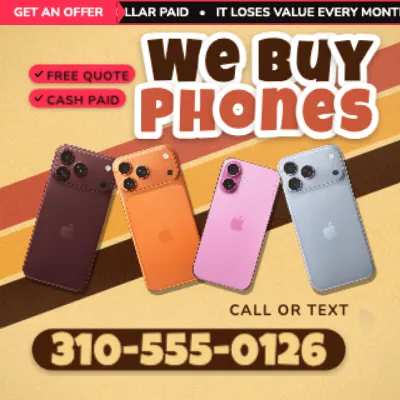 GET AN OFFER
LLAR PAID • IT LOSES VALUE EVERY MONT
WE BUY
PHONES
FREE QUOTE
CASH PAID
CALL OR TEXT
310-555-0126